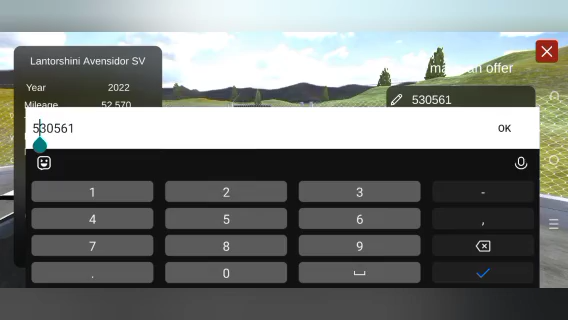 Lantorshini Avensidor SV
offer
Year 2022
530561
Mileage 52,570
530561 OK
1 2 3 -
4 5 6 ,
7 8 9
. 0